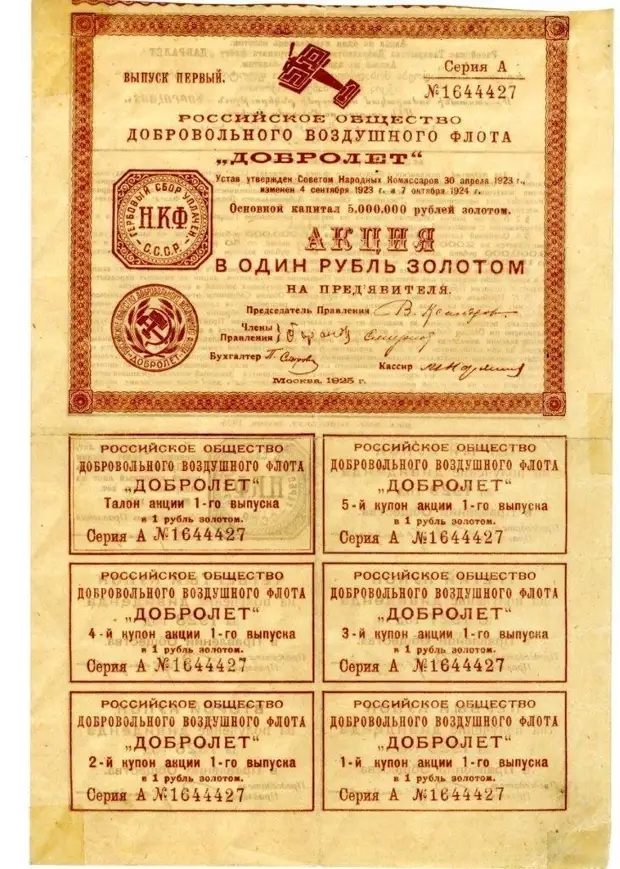 ВЫПУСК ПЕРВЫЙ.
Серия А
№1644427
РОССИЙСКОЕ ОБЩЕСТВО
ДОБРОВОЛЬНОГО ВОЗДУШНОГО ФЛОТА
„ДОБРОЛЕТ“
Устав утвержден Советом Народных Комиссаров 30 апреля 1923 г.,
изменен 4 сентября 1923 г. и 7 октября 1924 г.
Основной капитал 5.000.000 рублей золотом.
ГЕРБОВЫЙ СБОР УПЛАЧЕН
НКФ
С.С.С.Р.
АКЦИЯ
В ОДИН РУБЛЬ ЗОЛОТОМ
НА ПРЕД'ЯВИТЕЛЯ.
Председатель Правления
Члены
Правления
Бухгалтер
Кассир
„ДОБРОЛЕТ“
Москва, 1925 г.
РОССИЙСКОЕ ОБЩЕСТВО
ДОБРОВОЛЬНОГО ВОЗДУШНОГО ФЛОТА
„ДОБРОЛЕТ“
Талон акции 1-го выпуска
в 1 рубль золотом.
Серия А №1644427
РОССИЙСКОЕ ОБЩЕСТВО
ДОБРОВОЛЬНОГО ВОЗДУШНОГО ФЛОТА
„ДОБРОЛЕТ“
5-й купон акции 1-го выпуска
в 1 рубль золотом.
Серия А №1644427
РОССИЙСКОЕ ОБЩЕСТВО
ДОБРОВОЛЬНОГО ВОЗДУШНОГО ФЛОТА
„ДОБРОЛЕТ“
4-й купон акции 1-го выпуска
в 1 рубль золотом.
Серия А №1644427
РОССИЙСКОЕ ОБЩЕСТВО
ДОБРОВОЛЬНОГО ВОЗДУШНОГО ФЛОТА
„ДОБРОЛЕТ“
3-й купон акции 1-го выпуска
в 1 рубль золотом.
Серия А №1644427
РОССИЙСКОЕ ОБЩЕСТВО
ДОБРОВОЛЬНОГО ВОЗДУШНОГО ФЛОТА
„ДОБРОЛЕТ“
2-й купон акции 1-го выпуска
в 1 рубль золотом.
Серия А №1644427
РОССИЙСКОЕ ОБЩЕСТВО
ДОБРОВОЛЬНОГО ВОЗДУШНОГО ФЛОТА
„ДОБРОЛЕТ“
1-й купон акции 1-го выпуска
в 1 рубль золотом.
Серия А №1644427